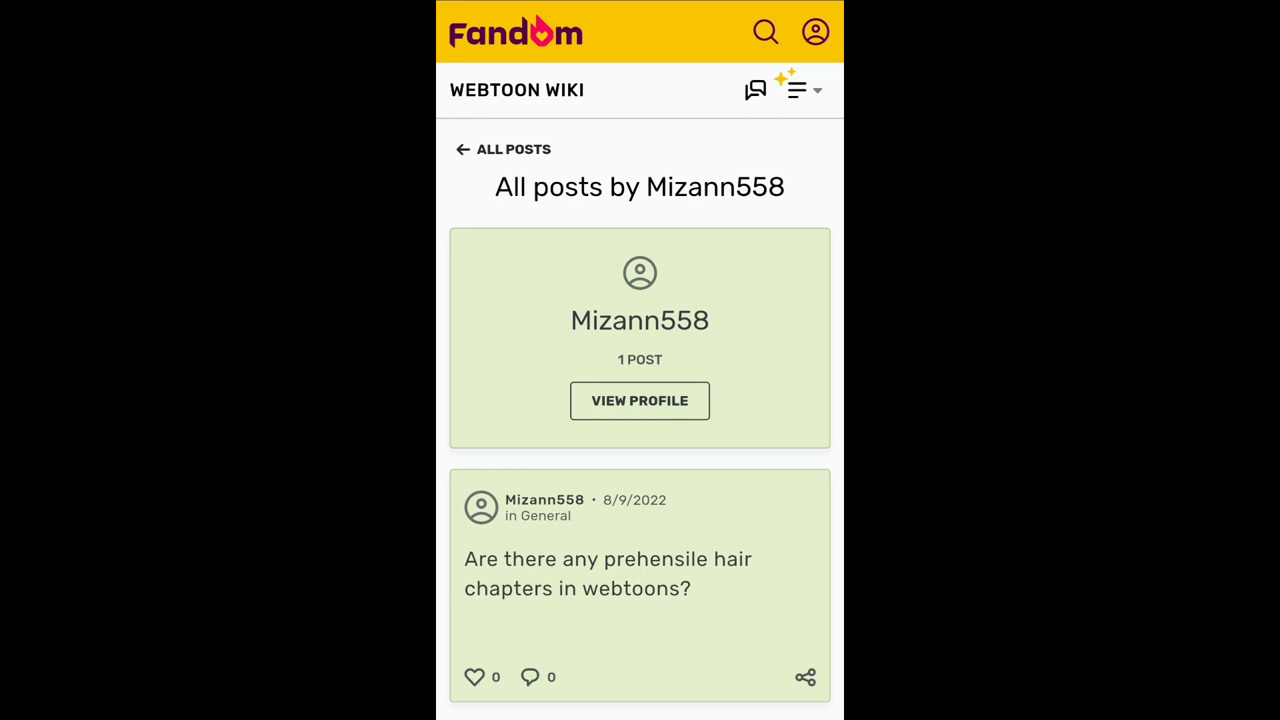 Fandom
WEBTOON WIKI
ALL POSTS
All posts by Mizann558
Mizann558
1 POST
VIEW PROFILE
Mizann558 • 8/9/2022
in General
Are there any prehensile hair
chapters in webtoons?
0 0